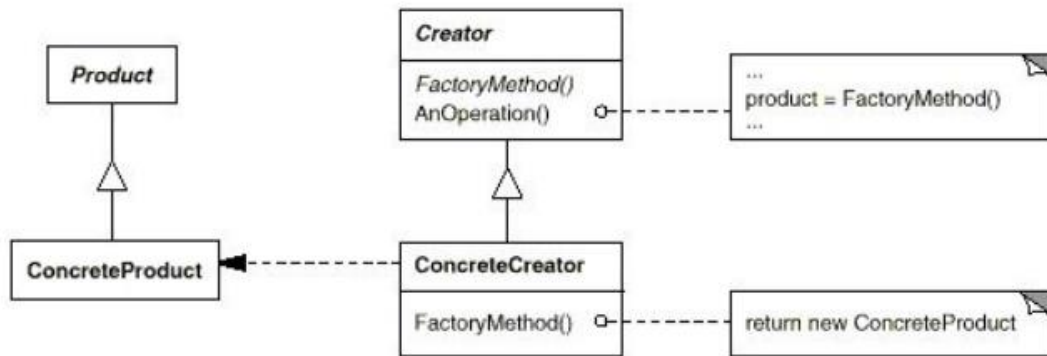 Product
ConcreteProduct
Creator
FactoryMethod()
AnOperation()
...
product = FactoryMethod()
...
ConcreteCreator
FactoryMethod()
return new ConcreteProduct